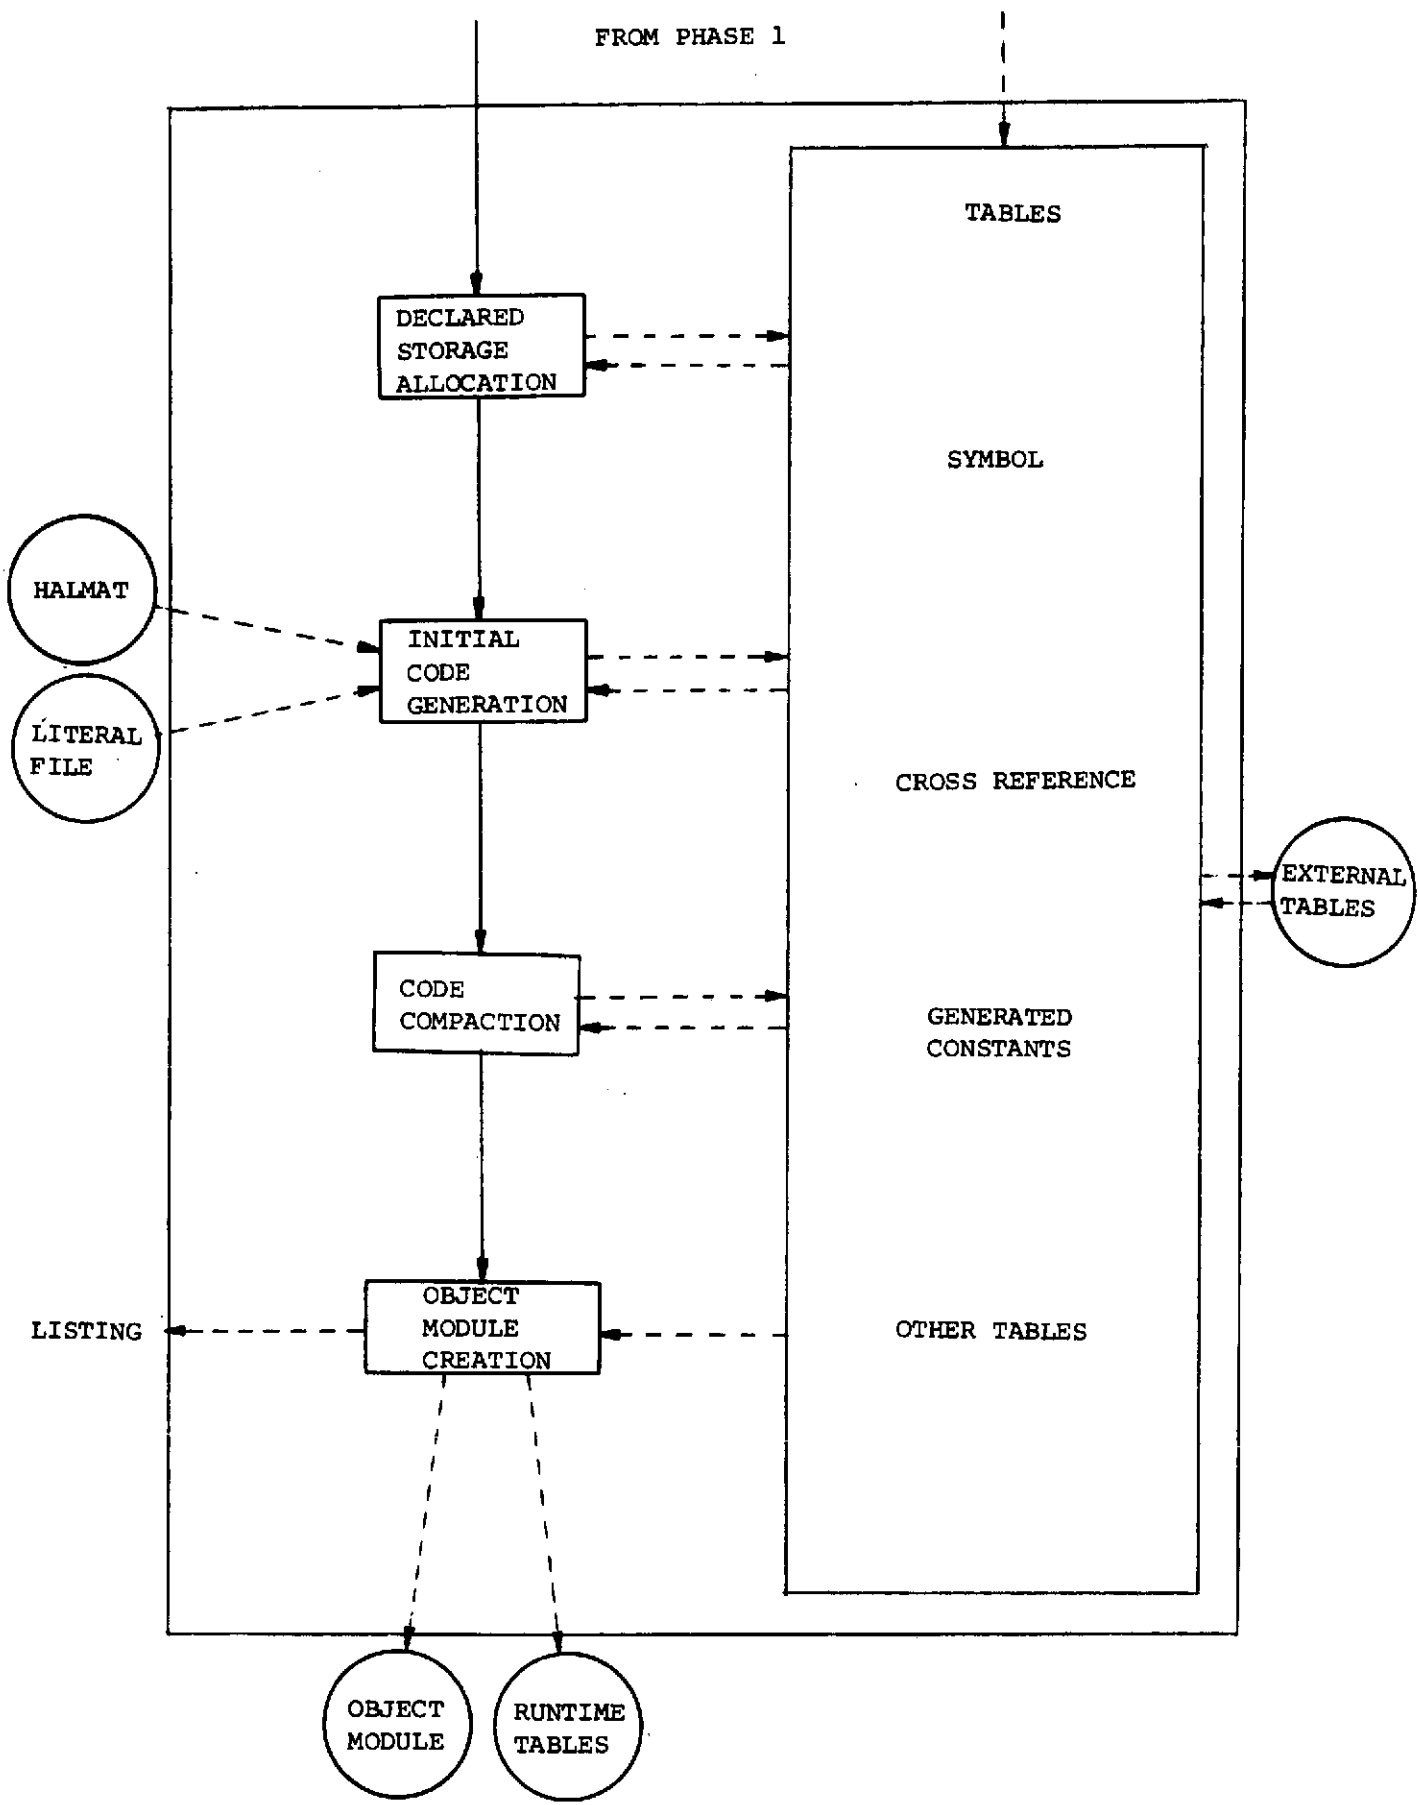 FROM PHASE 1
TABLES
DECLARED
STORAGE
ALLOCATION
SYMBOL
HALMAT
INITIAL
CODE
GENERATION
LITERAL
FILE
CROSS REFERENCE
EXTERNAL
TABLES
CODE
COMPACTION
GENERATED
CONSTANTS
OBJECT
MODULE
CREATION
LISTING
OTHER TABLES
OBJECT
MODULE
RUNTIME
TABLES